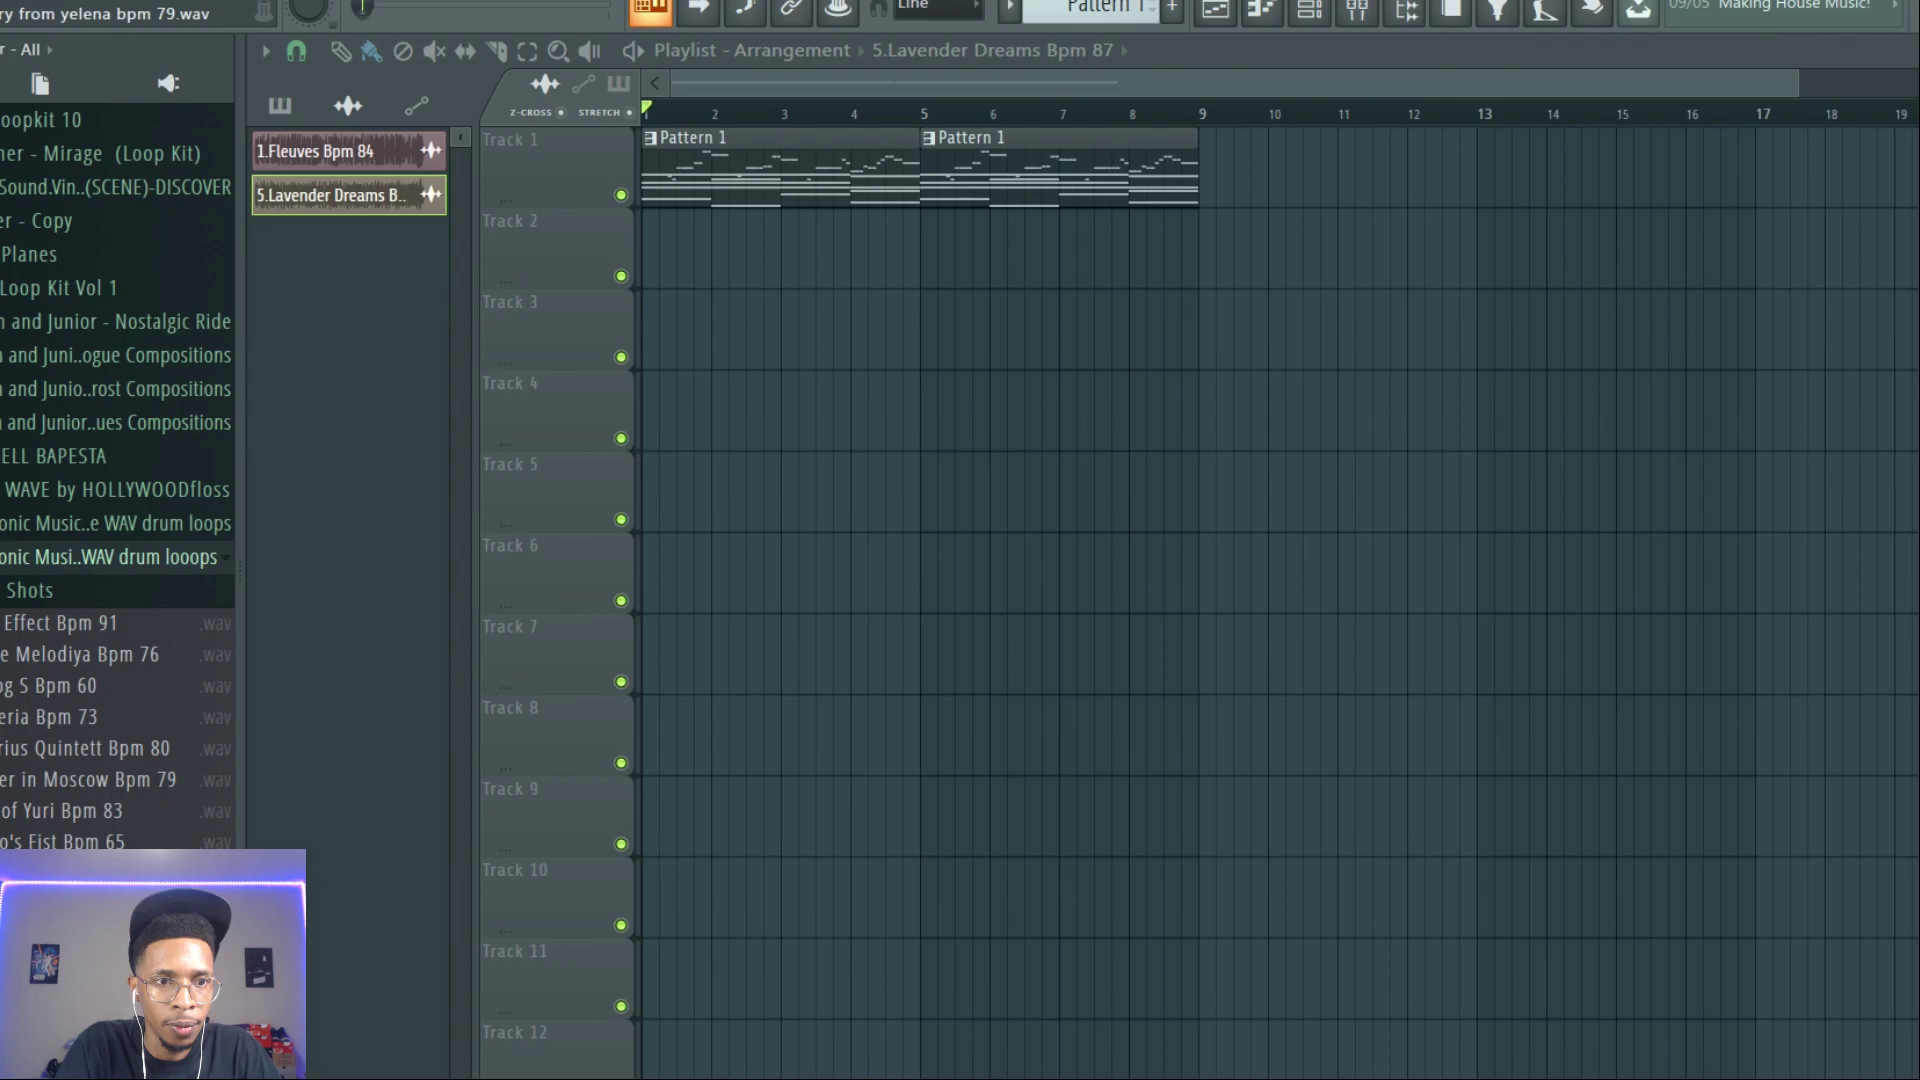 ry from yelena bpm 79.wav
Line
Pattern 1
09/05 Making House Music!
r - All
Playlist - Arrangement › 5.Lavender Dreams Bpm 87
Z-CROSS
STRETCH
1 2 3 4 5 6 7 8 9 10 11 12 13 14 15 16 17 18 19
oopkit 10
ner - Mirage (Loop Kit)
Sound.Vin..(SCENE)-DISCOVER
er - Copy
Planes
Loop Kit Vol 1
n and Junior - Nostalgic Ride
n and Juni..ogue Compositions
n and Junio..rost Compositions
n and Junior..ues Compositions
ELL BAPESTA
WAVE by HOLLYWOODfloss
onic Music..e WAV drum loops
onic Musi..WAV drum looops
Shots
Effect Bpm 91 .wav
e Melodiya Bpm 76 .wav
og S Bpm 60 .wav
eria Bpm 73 .wav
rius Quintett Bpm 80 .wav
er in Moscow Bpm 79 .wav
of Yuri Bpm 83 .wav
o's Fist Bpm 65 .wav
1.Fleuves Bpm 84
5.Lavender Dreams B..
Track 1
Pattern 1
Pattern 1
Track 2
Track 3
Track 4
Track 5
Track 6
Track 7
Track 8
Track 9
Track 10
Track 11
Track 12